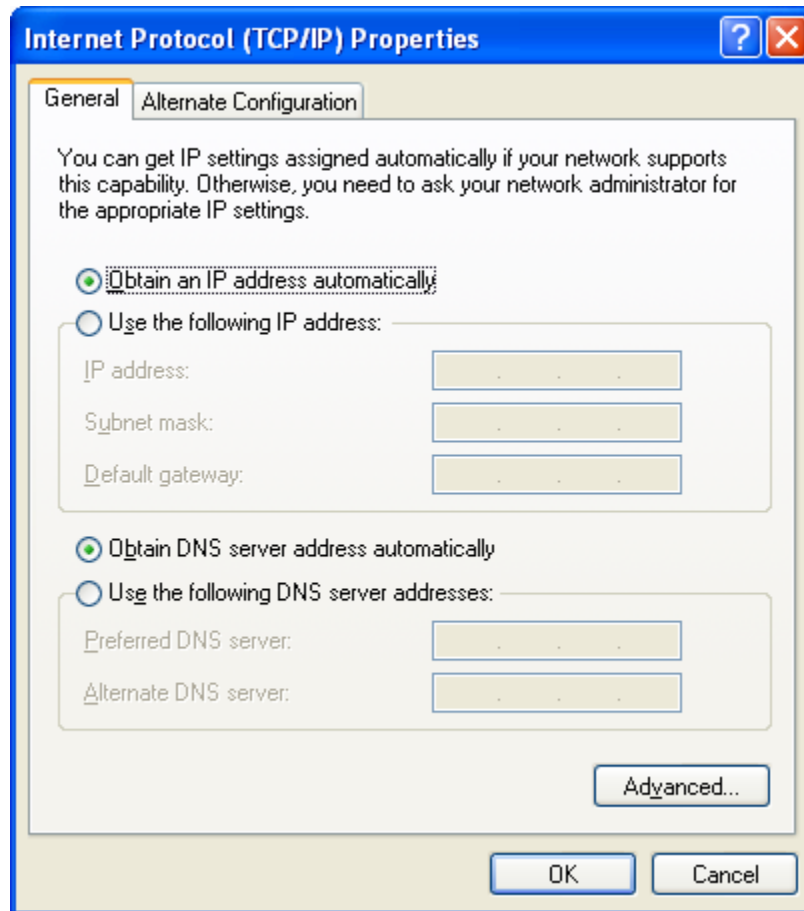 Internet Protocol (TCP/IP) Properties
General
Alternate Configuration
You can get IP settings assigned automatically if your network supports
this capability. Otherwise, you need to ask your network administrator for
the appropriate IP settings.
Obtain an IP address automatically
Use the following IP address:
IP address:
Subnet mask:
Default gateway:
Obtain DNS server address automatically
Use the following DNS server addresses:
Preferred DNS server:
Alternate DNS server:
Advanced...
OK
Cancel